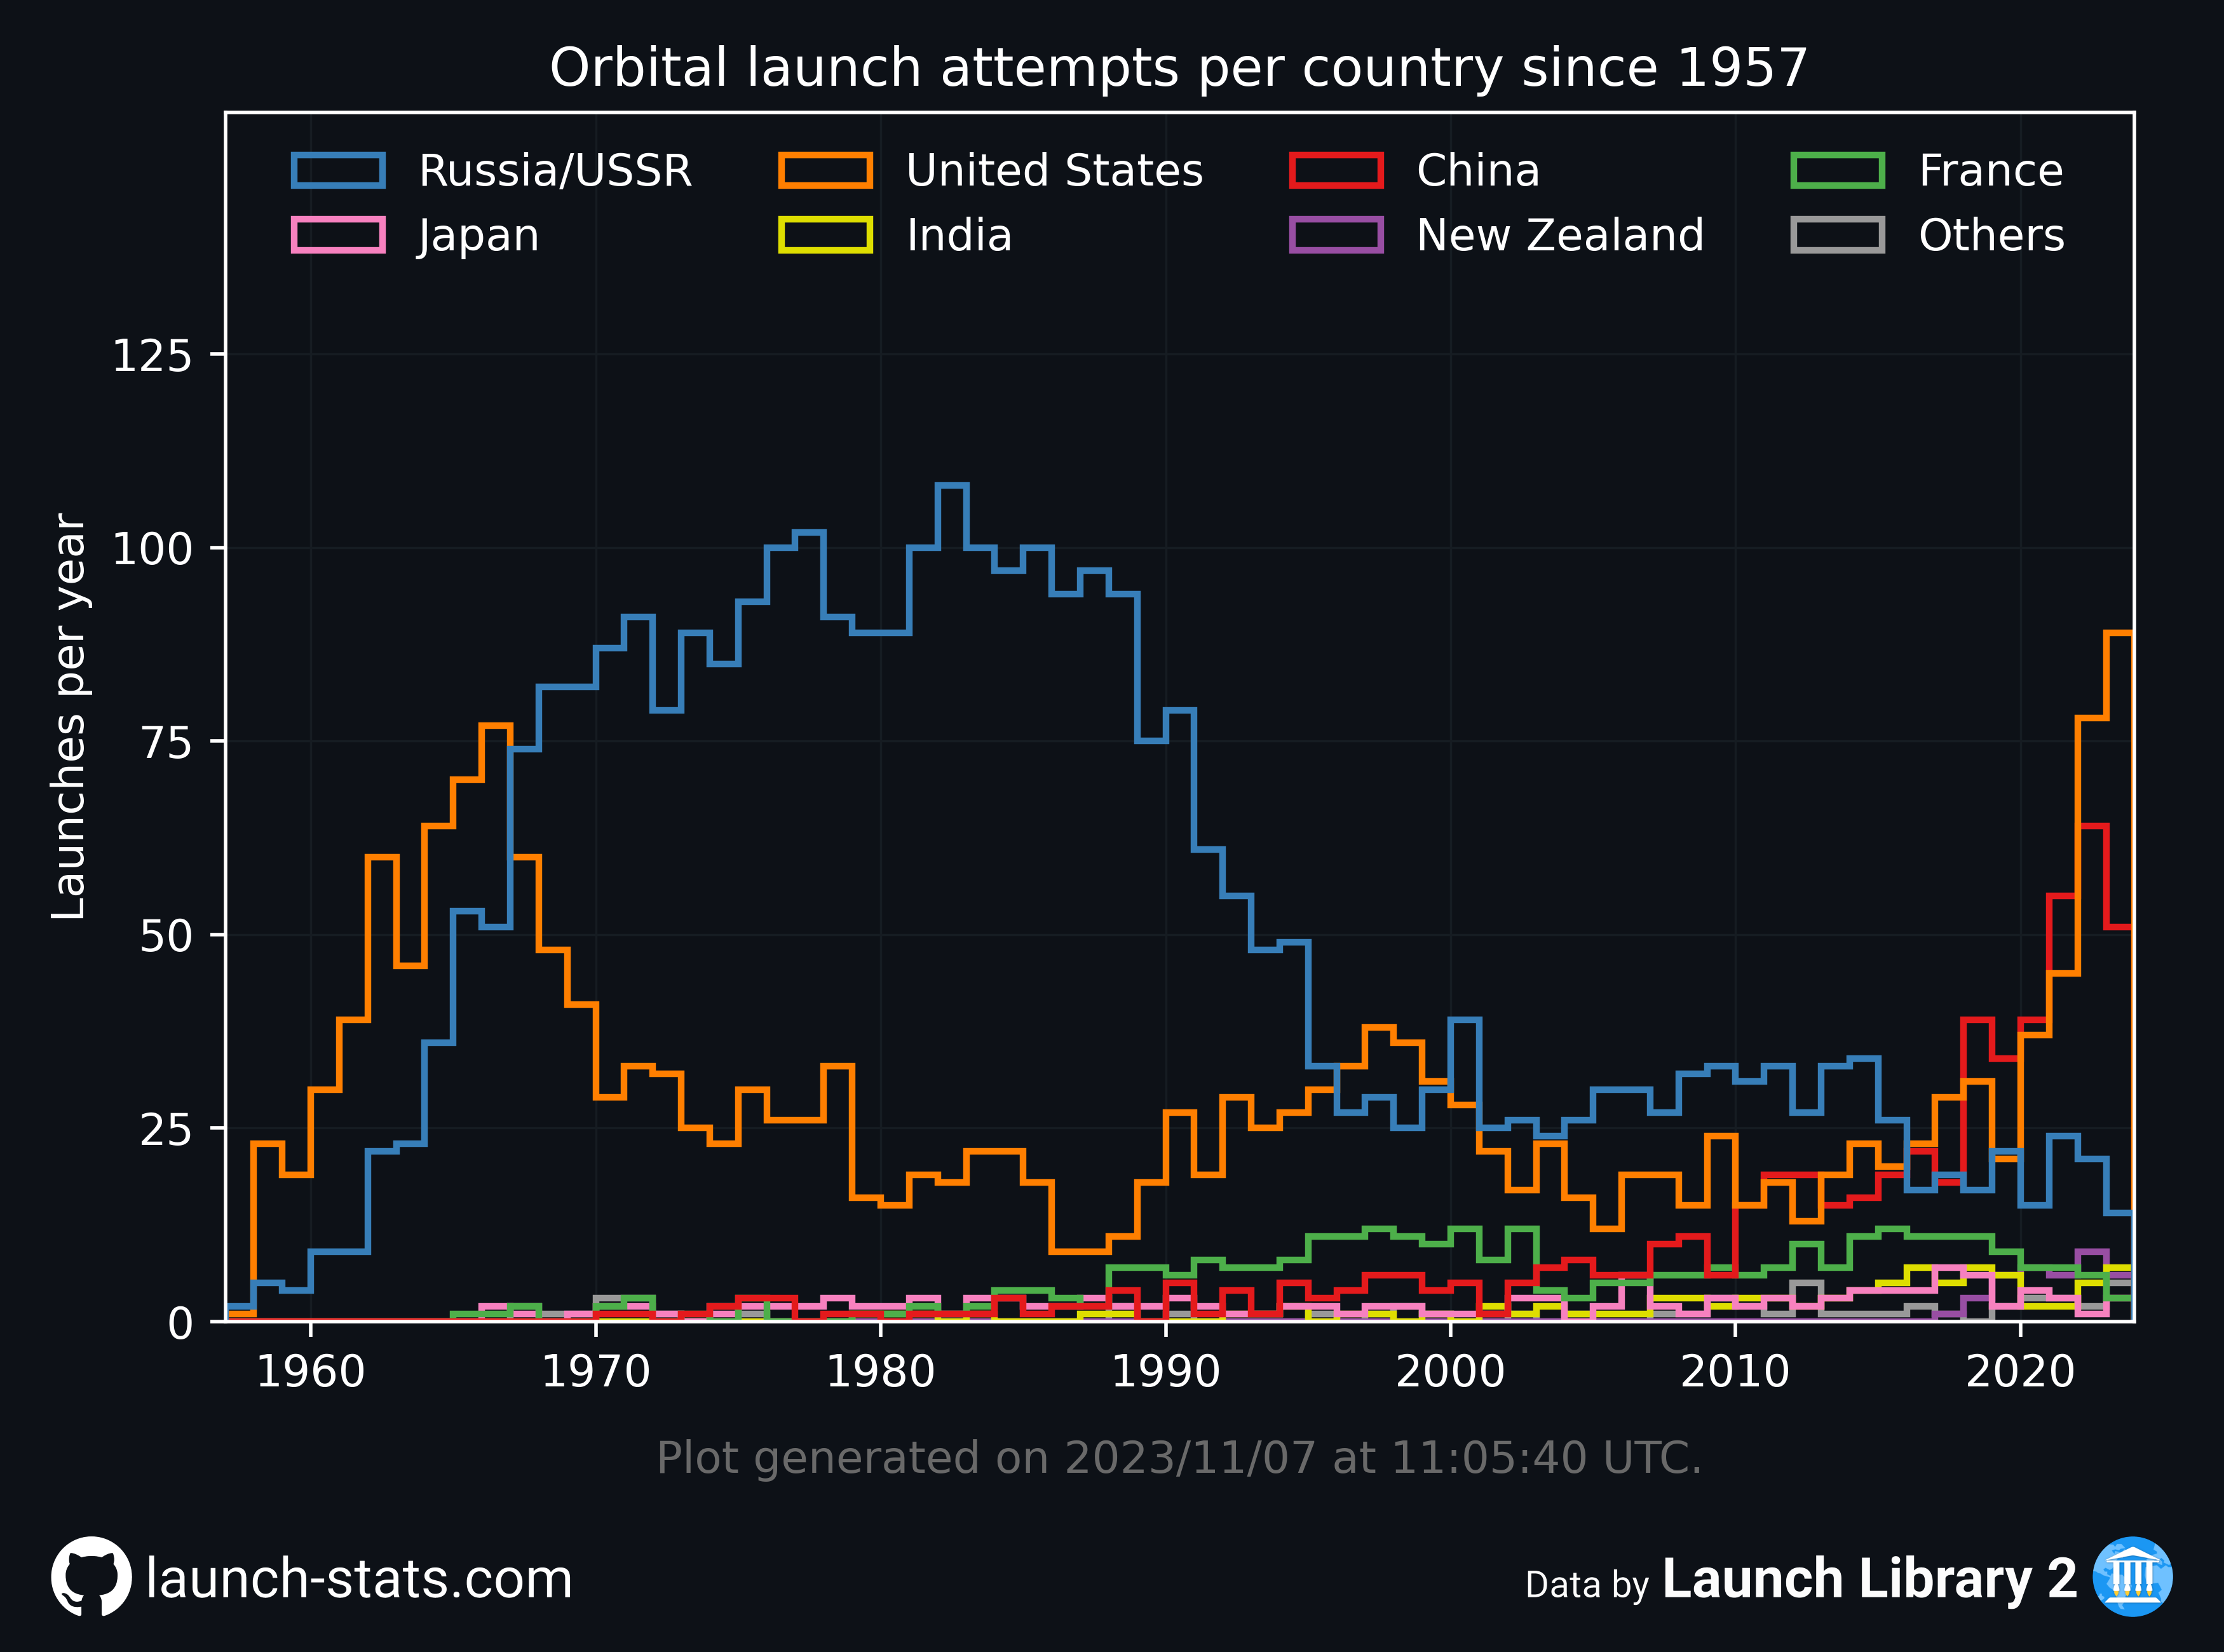 Orbital launch attempts per country since 1957
Russia/USSR United States China France
Japan India New Zealand Others
Launches per year
125
100
75
50
25
0
1960 1970 1980 1990 2000 2010 2020
Plot generated on 2023/11/07 at 11:05:40 UTC.
launch-stats.com
Data by Launch Library 2